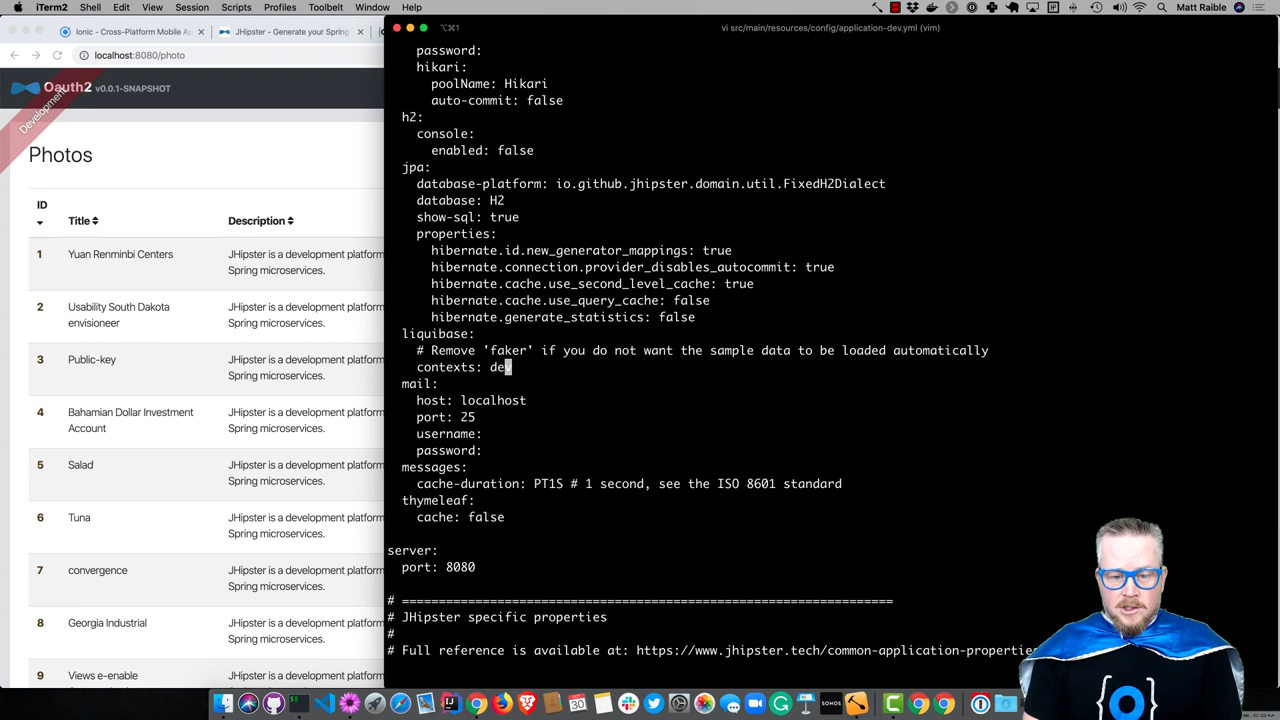 iTerm2 Shell Edit View Session Scripts Profiles Toolbelt Window Help Matt Raible
Ionic - Cross-Platform Mobile Ap JHipster - Generate your Spring
localhost:8080/photo
⌥⌘1 vi src/main/resources/config/application-dev.yml (vim)
Development
Oauth2 v0.0.1-SNAPSHOT
Photos
ID
Title Description
1 Yuan Renminbi Centers JHipster is a development platform
Spring microservices.
2 Usability South Dakota JHipster is a development platform
envisioneer Spring microservices.
3 Public-key JHipster is a development platform
Spring microservices.
4 Bahamian Dollar Investment JHipster is a development platform
Account Spring microservices.
5 Salad JHipster is a development platform
Spring microservices.
6 Tuna JHipster is a development platform
Spring microservices.
7 convergence JHipster is a development platform
Spring microservices.
8 Georgia Industrial JHipster is a development platform
Spring microservices.
9 Views e-enable JHipster is a development platform
password:
hikari:
poolName: Hikari
auto-commit: false
h2:
console:
enabled: false
jpa:
database-platform: io.github.jhipster.domain.util.FixedH2Dialect
database: H2
show-sql: true
properties:
hibernate.id.new_generator_mappings: true
hibernate.connection.provider_disables_autocommit: true
hibernate.cache.use_second_level_cache: true
hibernate.cache.use_query_cache: false
hibernate.generate_statistics: false
liquibase:
# Remove 'faker' if you do not want the sample data to be loaded automatically
contexts: dev
mail:
host: localhost
port: 25
username:
password:
messages:
cache-duration: PT1S # 1 second, see the ISO 8601 standard
thymeleaf:
cache: false
server:
port: 8080
# ===================================================================
# JHipster specific properties
#
# Full reference is available at: https://www.jhipster.tech/common-application-properties
30
SONOS